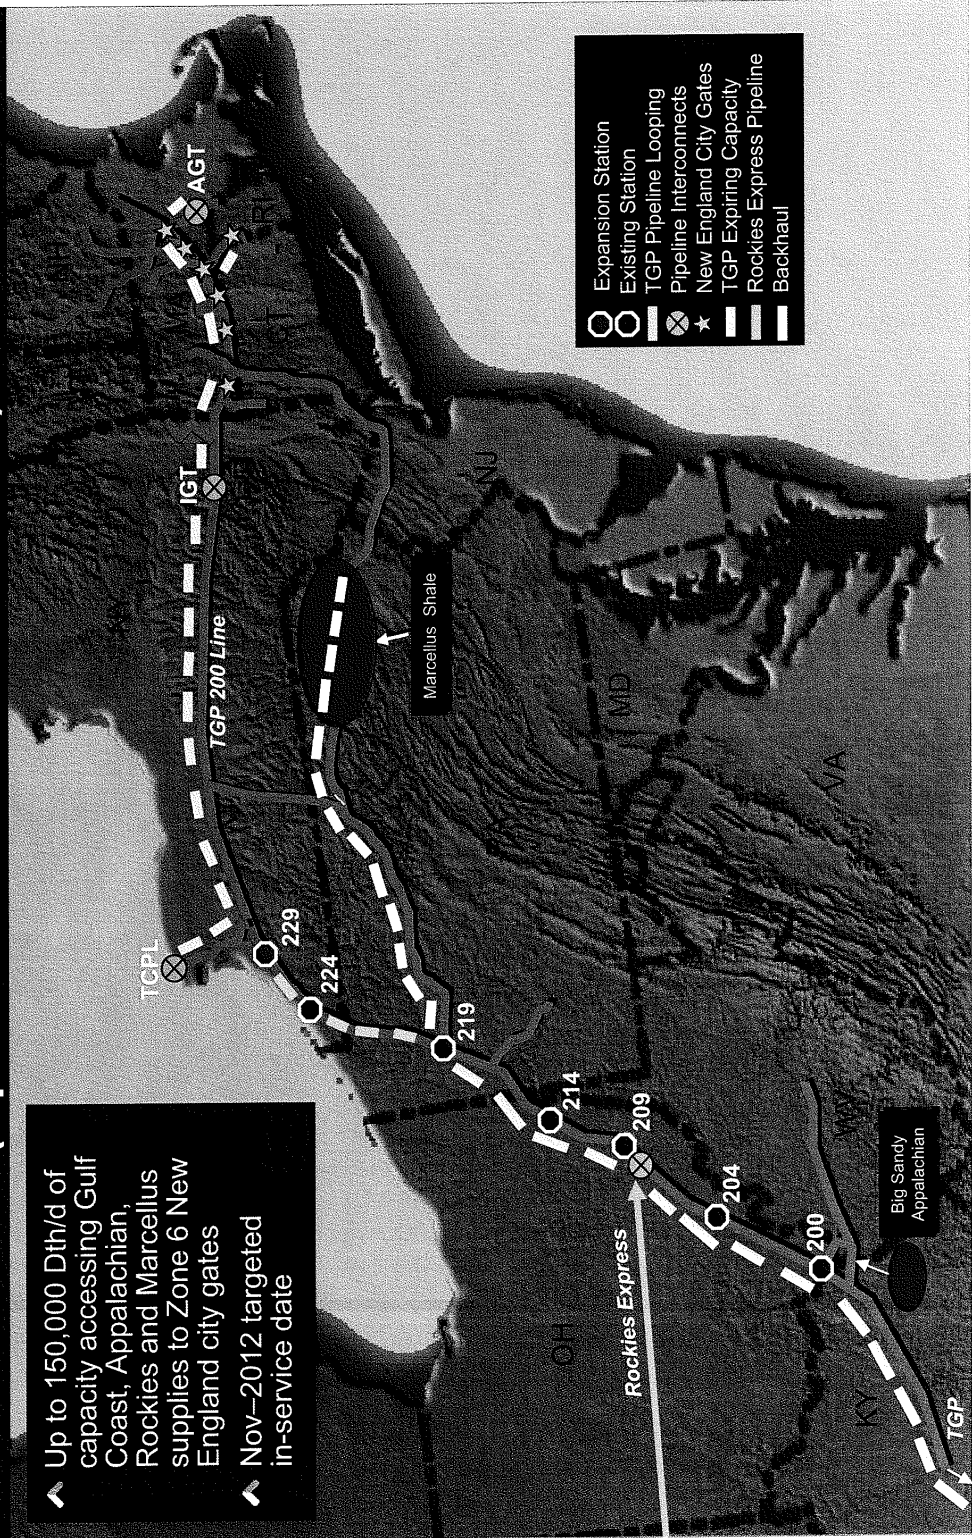 Up to 150,000 Dth/d of
capacity accessing Gulf
Coast, Appalachian,
Rockies and Marcellus
supplies to Zone 6 New
England city gates
Nov–2012 targeted
in-service date
TCPL
229
224
219
214
209
204
200
TGP 200 Line
IGT
AGT
RI
NJ
MD
VA
WV
OH
KY
Marcellus Shale
Rockies Express
Big Sandy
Appalachian
TGP
Expansion Station
Existing Station
TGP Pipeline Looping
Pipeline Interconnects
New England City Gates
TGP Expiring Capacity
Rockies Express Pipeline
Backhaul